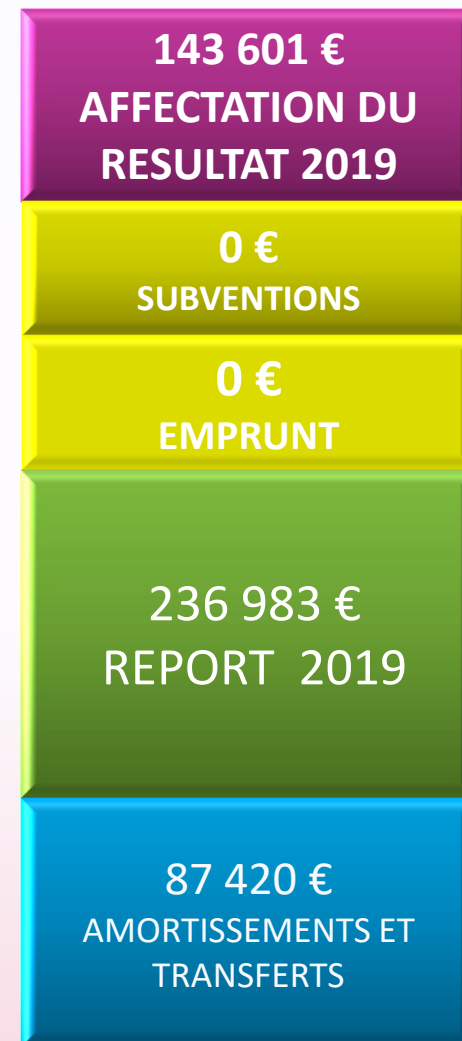 143 601 €
AFFECTATION DU
RESULTAT 2019
0 €
SUBVENTIONS
0 €
EMPRUNT
236 983 €
REPORT 2019
87 420 €
AMORTISSEMENTS ET
TRANSFERTS